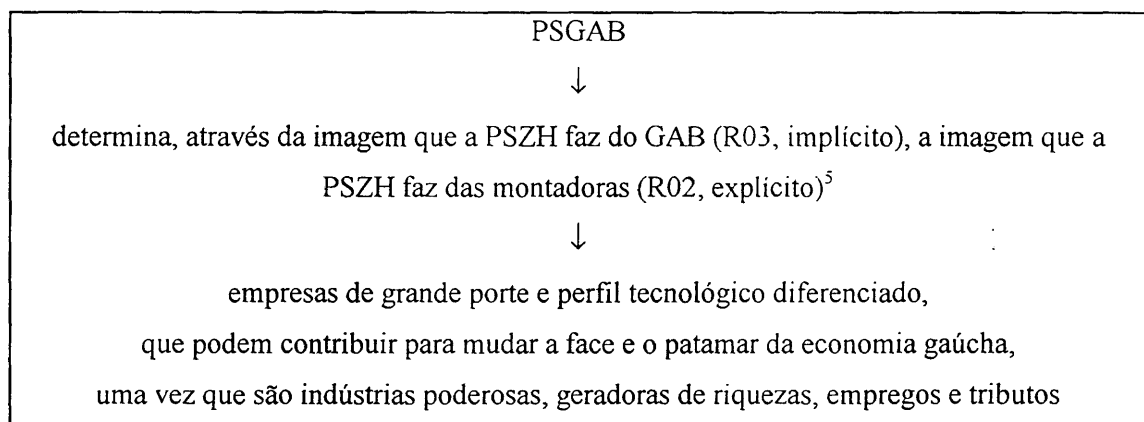 PSGAB
↓
determina, através da imagem que a PSZH faz do GAB (R03, implícito), a imagem que a
PSZH faz das montadoras (R02, explícito)⁵
↓
empresas de grande porte e perfil tecnológico diferenciado,
que podem contribuir para mudar a face e o patamar da economia gaúcha,
uma vez que são indústrias poderosas, geradoras de riquezas, empregos e tributos